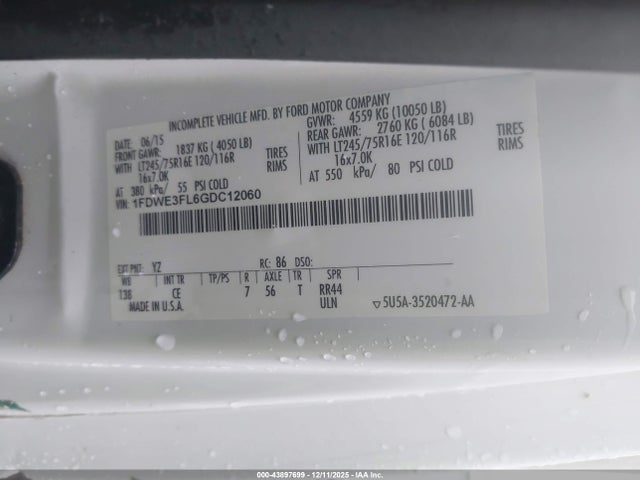 INCOMPLETE VEHICLE MFD. BY FORD MOTOR COMPANY
DATE: 06/15 GVWR: 4559 KG (10050 LB)
FRONT GAWR: 1837 KG ( 4050 LB) REAR GAWR: 2760 KG ( 6084 LB)
WITH LT245/75R16E 120/116R TIRES WITH LT245/75R16E 120/116R TIRES
16x7.0K RIMS 16x7.0K RIMS
AT 380 kPa/ 55 PSI COLD AT 550 kPa/ 80 PSI COLD
VIN: 1FDWE3FL6GDC12060
EXT PNT: YZ RC: 86 DSO:
WB INT TR TP/PS R AXLE TR SPR
138 CE 7 56 T RR44
MADE IN U.S.A. ULN ▽5U5A-3520472-AA
000-43897699 - 12/11/2025 - IAAI, Inc.